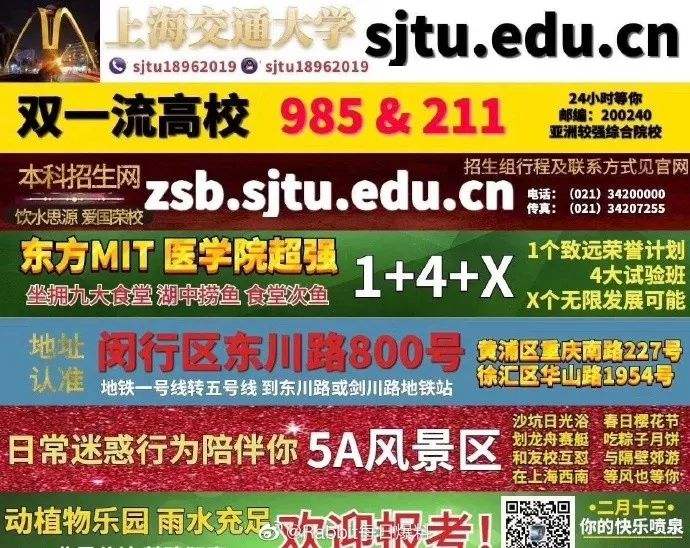 上海交通大学
sjtu.edu.cn
sjtu18962019 sjtu18962019
双一流高校
985 & 211
24小时等你
邮编：200240
亚洲较强综合院校
本科招生网
饮水思源 爱国荣校
zsb.sjtu.edu.cn
招生组行程及联系方式见官网
电话：（021）34200000
传真：（021）34207255
东方MIT 医学院超强
坐拥九大食堂 湖中捞鱼 食堂次鱼
1+4+X
1个致远荣誉计划
4大试验班
X个无限发展可能
地址
认准
闵行区东川路800号
地铁一号线转五号线 到东川路或剑川路地铁站
黄浦区重庆南路227号
徐汇区华山路1954号
日常迷惑行为陪伴你
5A风景区
沙坑日光浴 春日樱花节
划龙舟赛艇 吃粽子月饼
和友校互怼 与隔壁郊游
在上海西南 等风也等你
动植物乐园 雨水充足
欢迎报考！
二月十三
你的快乐喷泉
@Rabbit每日爆料